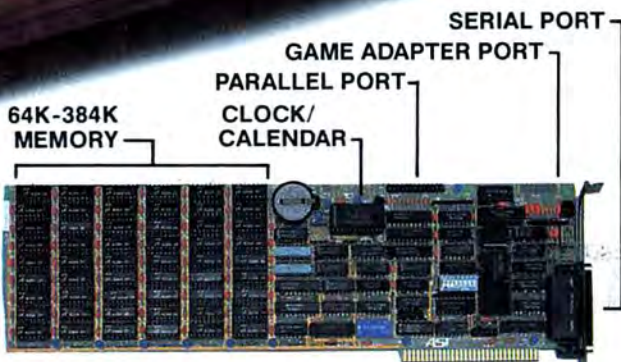 SERIAL PORT
GAME ADAPTER PORT
PARALLEL PORT
64K-384K
MEMORY
CLOCK/
CALENDAR
AST